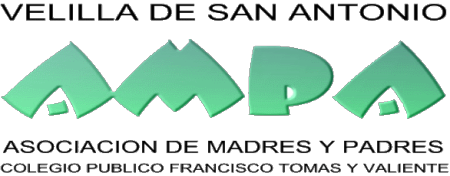 VELILLA DE SAN ANTONIO
AMPA
ASOCIACION DE MADRES Y PADRES
COLEGIO PUBLICO FRANCISCO TOMAS Y VALIENTE